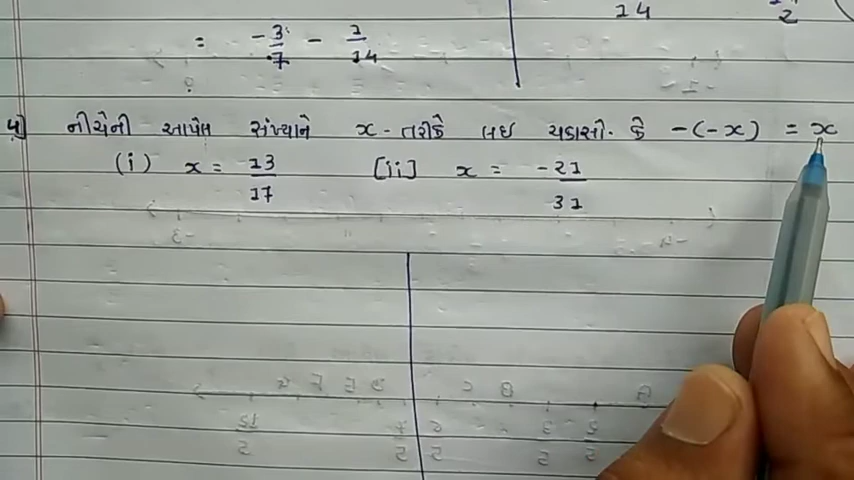 14
2
= -3/7 - 1/14
5] નીચેની આપેલ સંખ્યાને x - તરીકે લઇ ચકાસો. કે -(-x) = x
(i) x = 13/17 [ii] x = -21/31